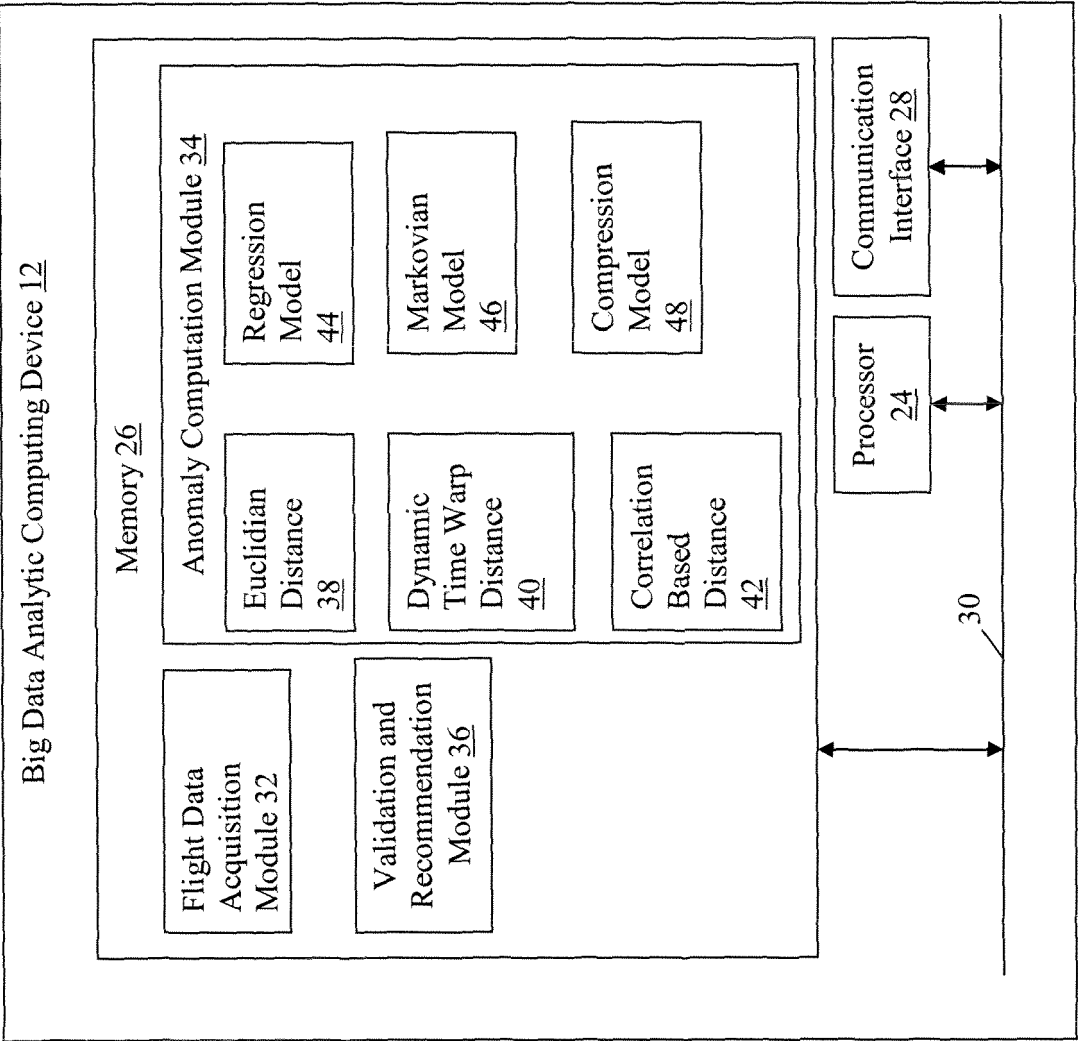 Big Data Analytic Computing Device 12
Memory 26
Flight Data
Acquisition
Module 32
Validation and
Recommendation
Module 36
Anomaly Computation Module 34
Euclidian
Distance
38
Regression
Model
44
Dynamic
Time Warp
Distance
40
Markovian
Model
46
Correlation
Based
Distance
42
Compression
Model
48
Processor
24
Communication
Interface 28
30